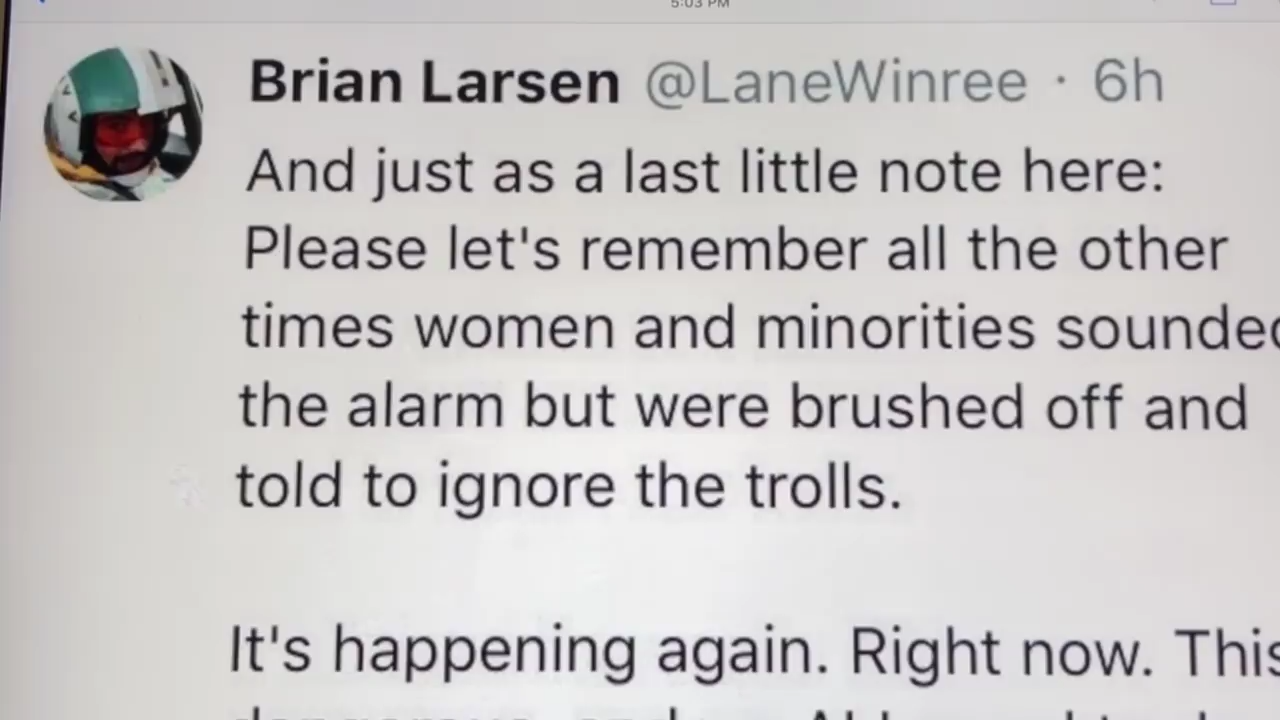 5:03 PM
Brian Larsen @LaneWinree · 6h
And just as a last little note here:
Please let's remember all the other
times women and minorities sounded
the alarm but were brushed off and
told to ignore the trolls.
It's happening again. Right now. This